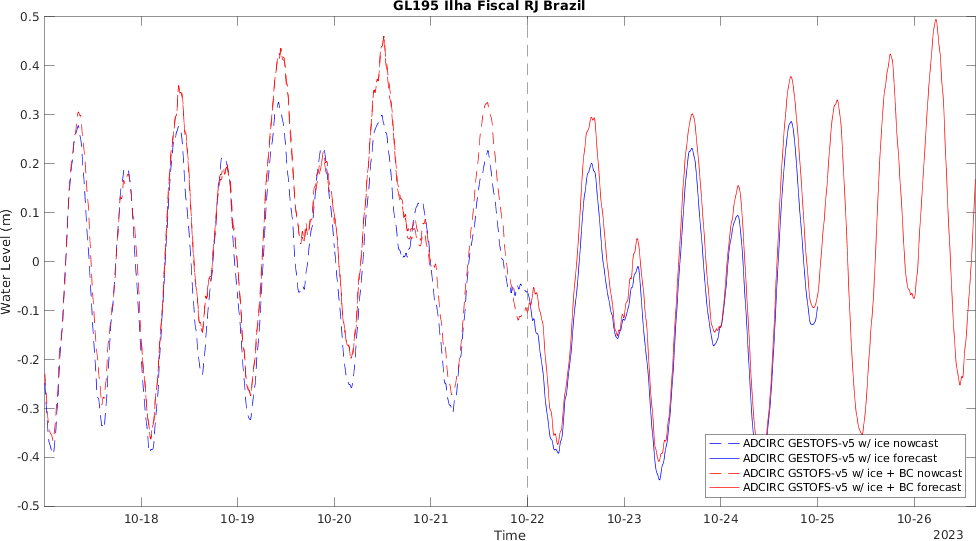 GL195 Ilha Fiscal RJ Brazil
0.5
0.4
0.3
0.2
0.1
0
-0.1
-0.2
-0.3
-0.4
-0.5
Water Level (m)
10-18 10-19 10-20 10-21 10-22 10-23 10-24 10-25 10-26
Time
2023
ADCIRC GESTOFS-v5 w/ ice nowcast
ADCIRC GESTOFS-v5 w/ ice forecast
ADCIRC GSTOFS-v5 w/ ice + BC nowcast
ADCIRC GSTOFS-v5 w/ ice + BC forecast